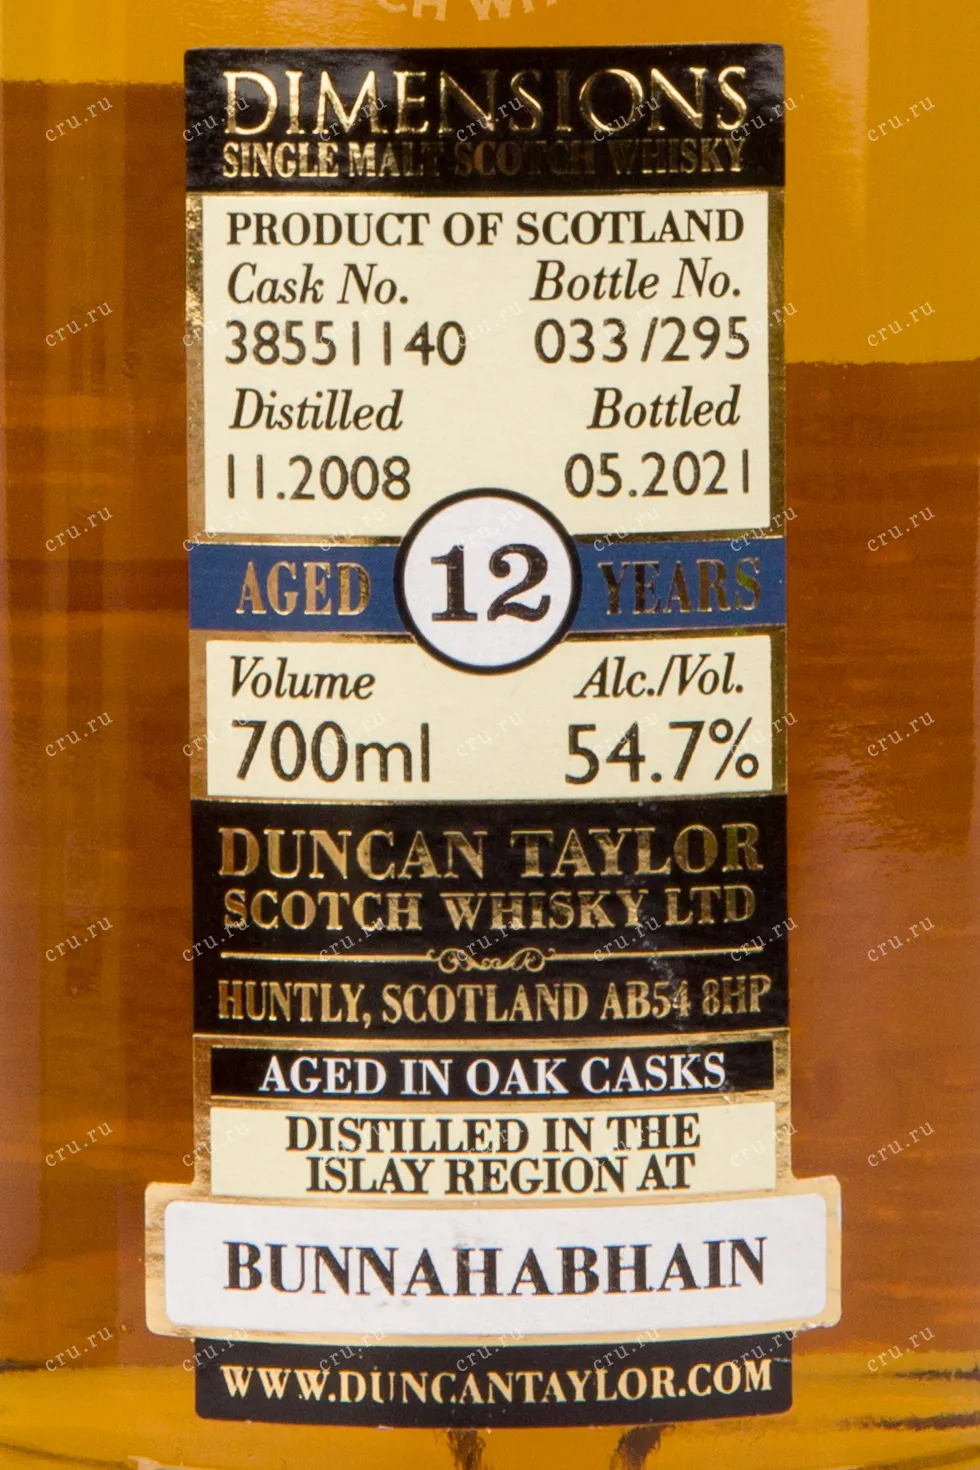 DIMENSIONS
SINGLE MALT SCOTCH WHISKY
PRODUCT OF SCOTLAND
Cask No. Bottle No.
38551140 033/295
Distilled Bottled
11.2008 05.2021
AGED 12 YEARS
Volume Alc./Vol.
700ml 54.7%
DUNCAN TAYLOR
SCOTCH WHISKY LTD
HUNTLY, SCOTLAND AB54 8HP
AGED IN OAK CASKS
DISTILLED IN THE
ISLAY REGION AT
BUNNAHABHAIN
WWW.DUNCANTAYLOR.COM
cru.ru